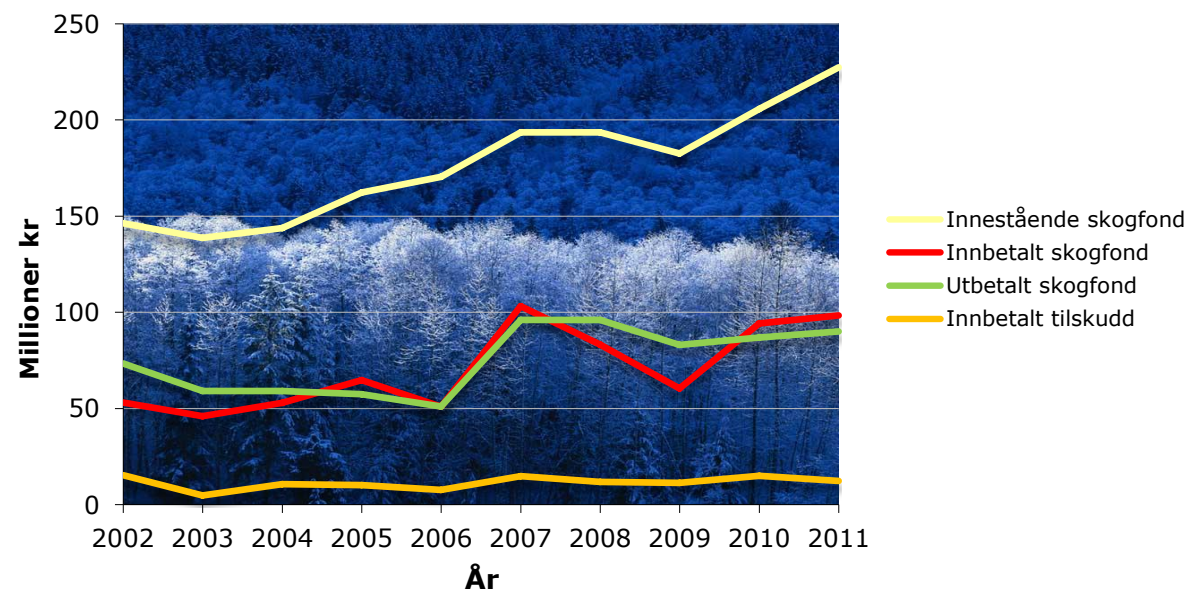 250
200
150
100
50
0
Millioner kr
2002 2003 2004 2005 2006 2007 2008 2009 2010 2011
År
Innestående skogfond
Innbetalt skogfond
Utbetalt skogfond
Innbetalt tilskudd